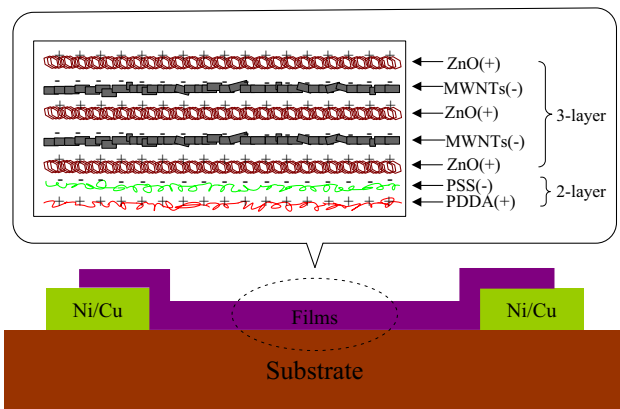 ZnO(+)
MWNTs(-)
ZnO(+)
3-layer
MWNTs(-)
ZnO(+)
PSS(-)
2-layer
PDDA(+)
Ni/Cu
Films
Ni/Cu
Substrate